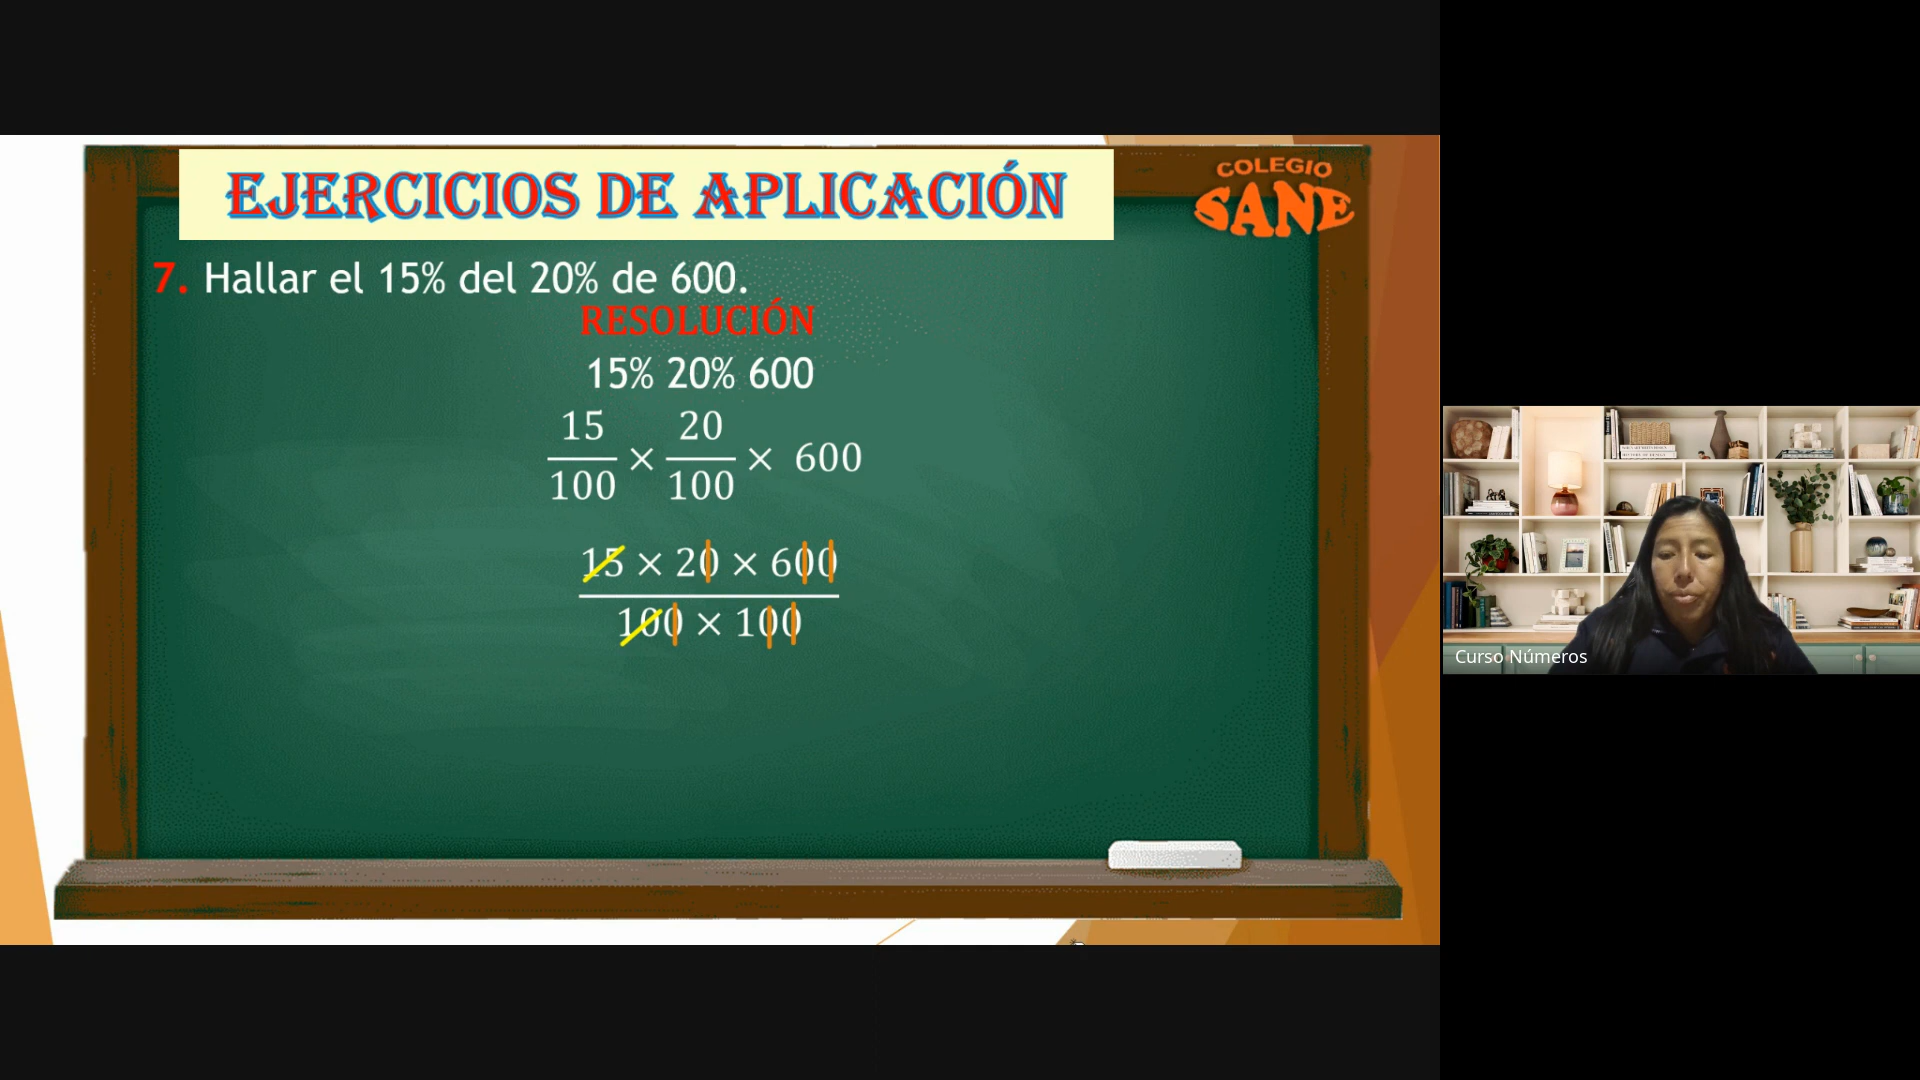 EJERCICIOS DE APLICACIÓN
COLEGIO
SANE
7. Hallar el 15% del 20% de 600.
RESOLUCIÓN
15% 20% 600
15/100 × 20/100 × 600
15 × 20 × 600
100 × 100
Curso Números